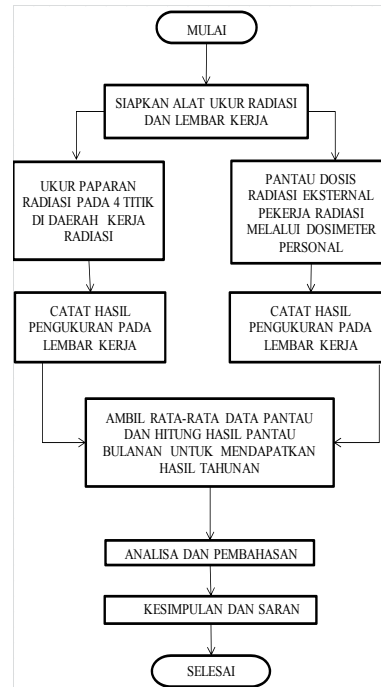 MULAI
SIAPKAN ALAT UKUR RADIASI
DAN LEMBAR KERJA
UKUR PAPARAN
RADIASI PADA 4 TITIK
DI DAERAH KERJA
RADIASI
PANTAU DOSIS
RADIASI EKSTERNAL
PEKERJA RADIASI
MELALUI DOSIMETER
PERSONAL
CATAT HASIL
PENGUKURAN PADA
LEMBAR KERJA
CATAT HASIL
PENGUKURAN PADA
LEMBAR KERJA
AMBIL RATA-RATA DATA PANTAU
DAN HITUNG HASIL PANTAU
BULANAN UNTUK MENDAPATKAN
HASIL TAHUNAN
ANALISA DAN PEMBAHASAN
KESIMPULAN DAN SARAN
SELESAI